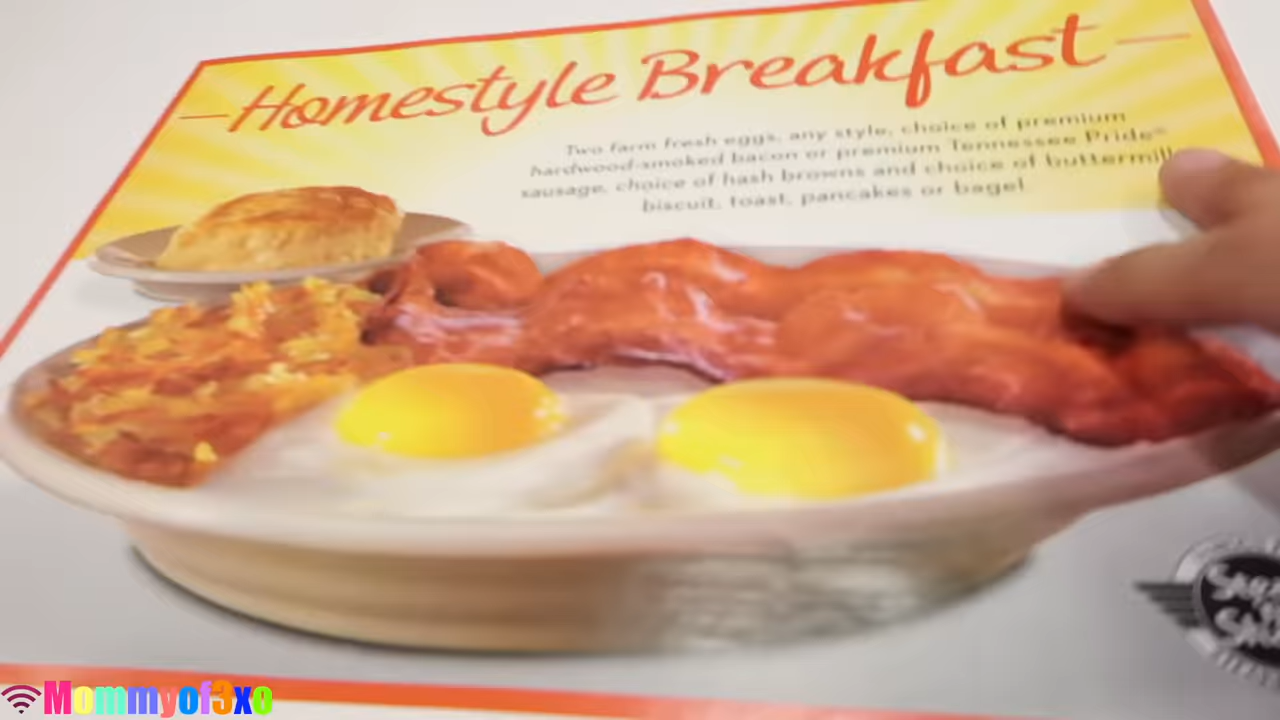 Homestyle Breakfast
Two farm fresh eggs, any style, choice of premium
hardwood-smoked bacon or premium Tennessee Pride®
sausage, choice of hash browns and choice of buttermilk
biscuit, toast, pancakes or bagel
Mommyof3xo